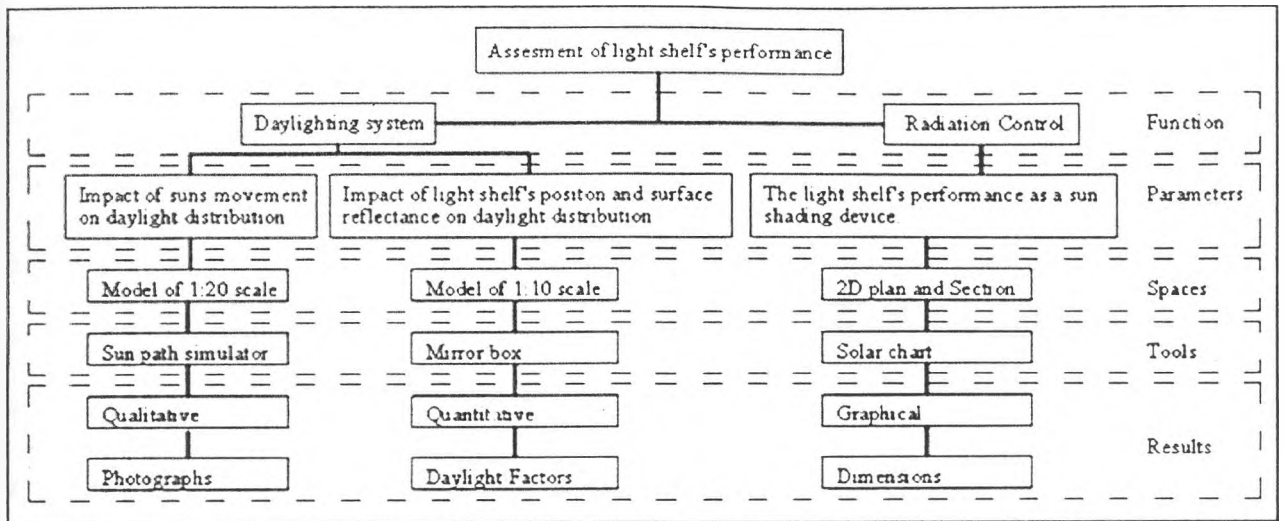 Assesment of light shelf's performance
Daylighting system
Radiation Control
Function
Impact of suns movement
on daylight distribution
Impact of light shelf's positon and surface
reflectance on daylight distribution
The light shelf's performance as a sun
shading device
Parameters
Model of 1:20 scale
Model of 1:10 scale
2D plan and Section
Spaces
Sun path simulator
Mirror box
Solar chart
Tools
Qualitative
Quantitative
Graphical
Results
Photographs
Daylight Factors
Dimensions